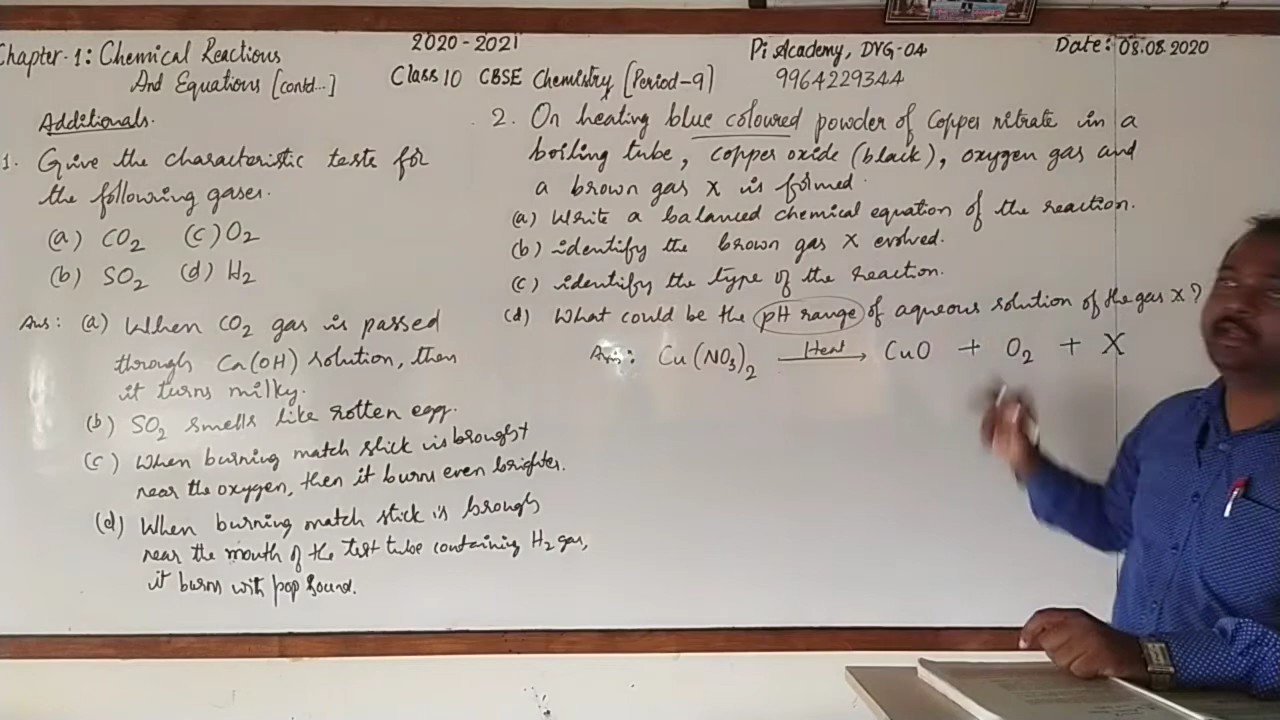 Chapter-1: Chemical Reactions
And Equations [contd...]
2020-2021
Class 10 CBSE Chemistry [Period-9]
Pi Academy, DVG-04
9964229344
Date: 08.08.2020
Additionals.
1. Give the characteristic tests for
the following gases.
(a) CO₂ (c) O₂
(b) SO₂ (d) H₂
Ans: (a) When CO₂ gas is passed
through Ca(OH) solution, then
it turns milky.
(b) SO₂ smells like rotten egg.
(c) When burning match stick is brought
near the oxygen, then it burns even brighter.
(d) When burning match stick is brough
near the mouth of the test tube containing H₂ gas,
it burns with pop sound.
2. On heating blue coloured powder of Copper nitrate in a
boiling tube, copper oxide (black), oxygen gas and
a brown gas X is formed.
(a) Write a balanced chemical equation of the reaction.
(b) identify the brown gas X evolved.
(c) identify the type of the reaction.
(d) What could be the pH range of aqueous solution of the gas X?
Ans: Cu(NO₃)₂ Heat → CuO + O₂ + X